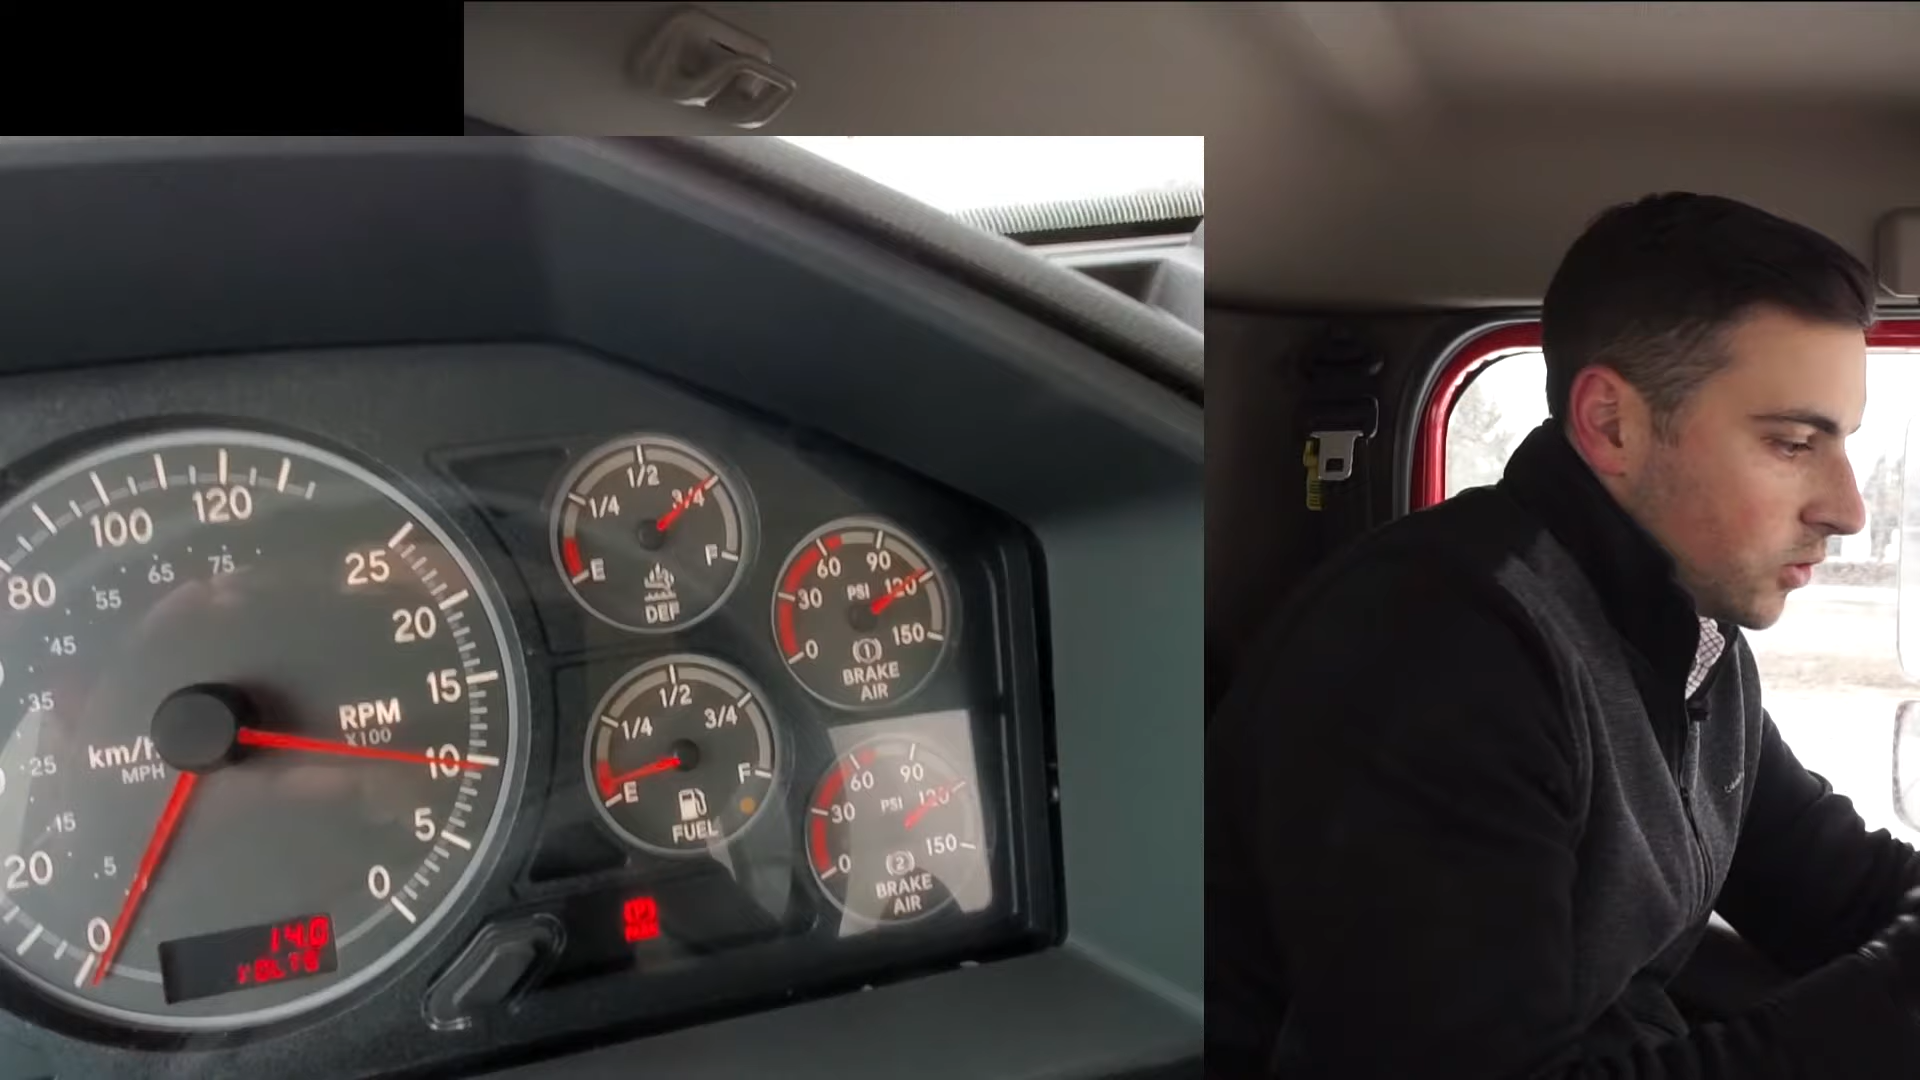 80 100 120
55 65 75
45
35
25
15
5
20
0
km/h
MPH
25
20
15
10
5
0
RPM
X100
14.0
VOLTS
E 1/4 1/2 3/4 F
DEF
E 1/4 1/2 3/4 F
FUEL
0 30 60 90 120 150
PSI
(1)
BRAKE
AIR
0 30 60 90 120 150
PSI
(2)
BRAKE
AIR
(P)
PARK